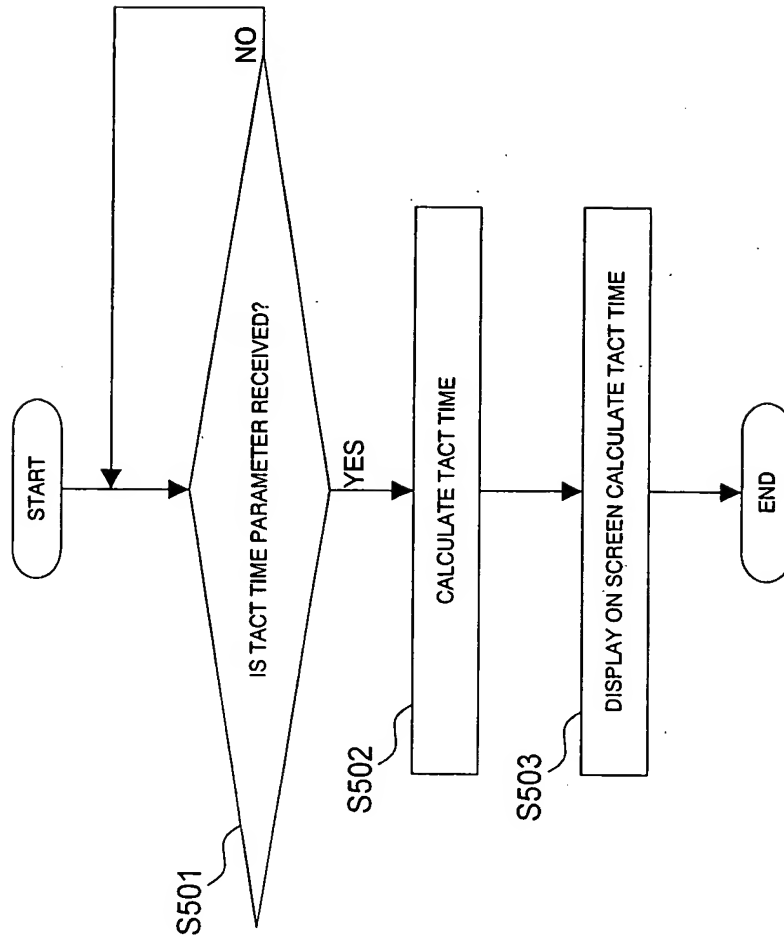 START
NO
S501
IS TACT TIME PARAMETER RECEIVED?
YES
S502
CALCULATE TACT TIME
S503
DISPLAY ON SCREEN CALCULATE TACT TIME
END